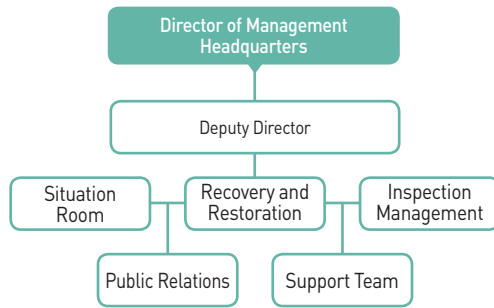 Director of Management
Headquarters
Deputy Director
Situation
Room
Recovery and
Restoration
Inspection
Management
Public Relations
Support Team